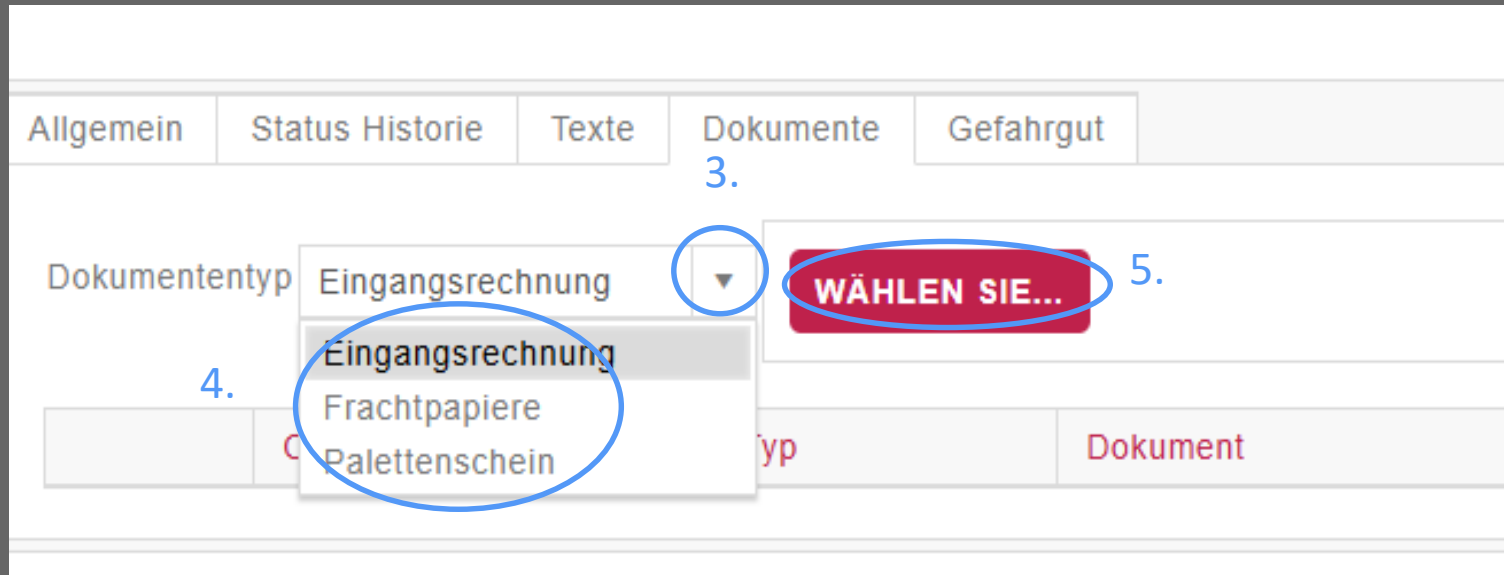 Allgemein Status Historie Texte Dokumente Gefahrgut
3.
Dokumententyp Eingangsrechnung WÄHLEN SIE... 5.
Eingangsrechnung
4.
Frachtpapiere
Palettenschein
Dokument